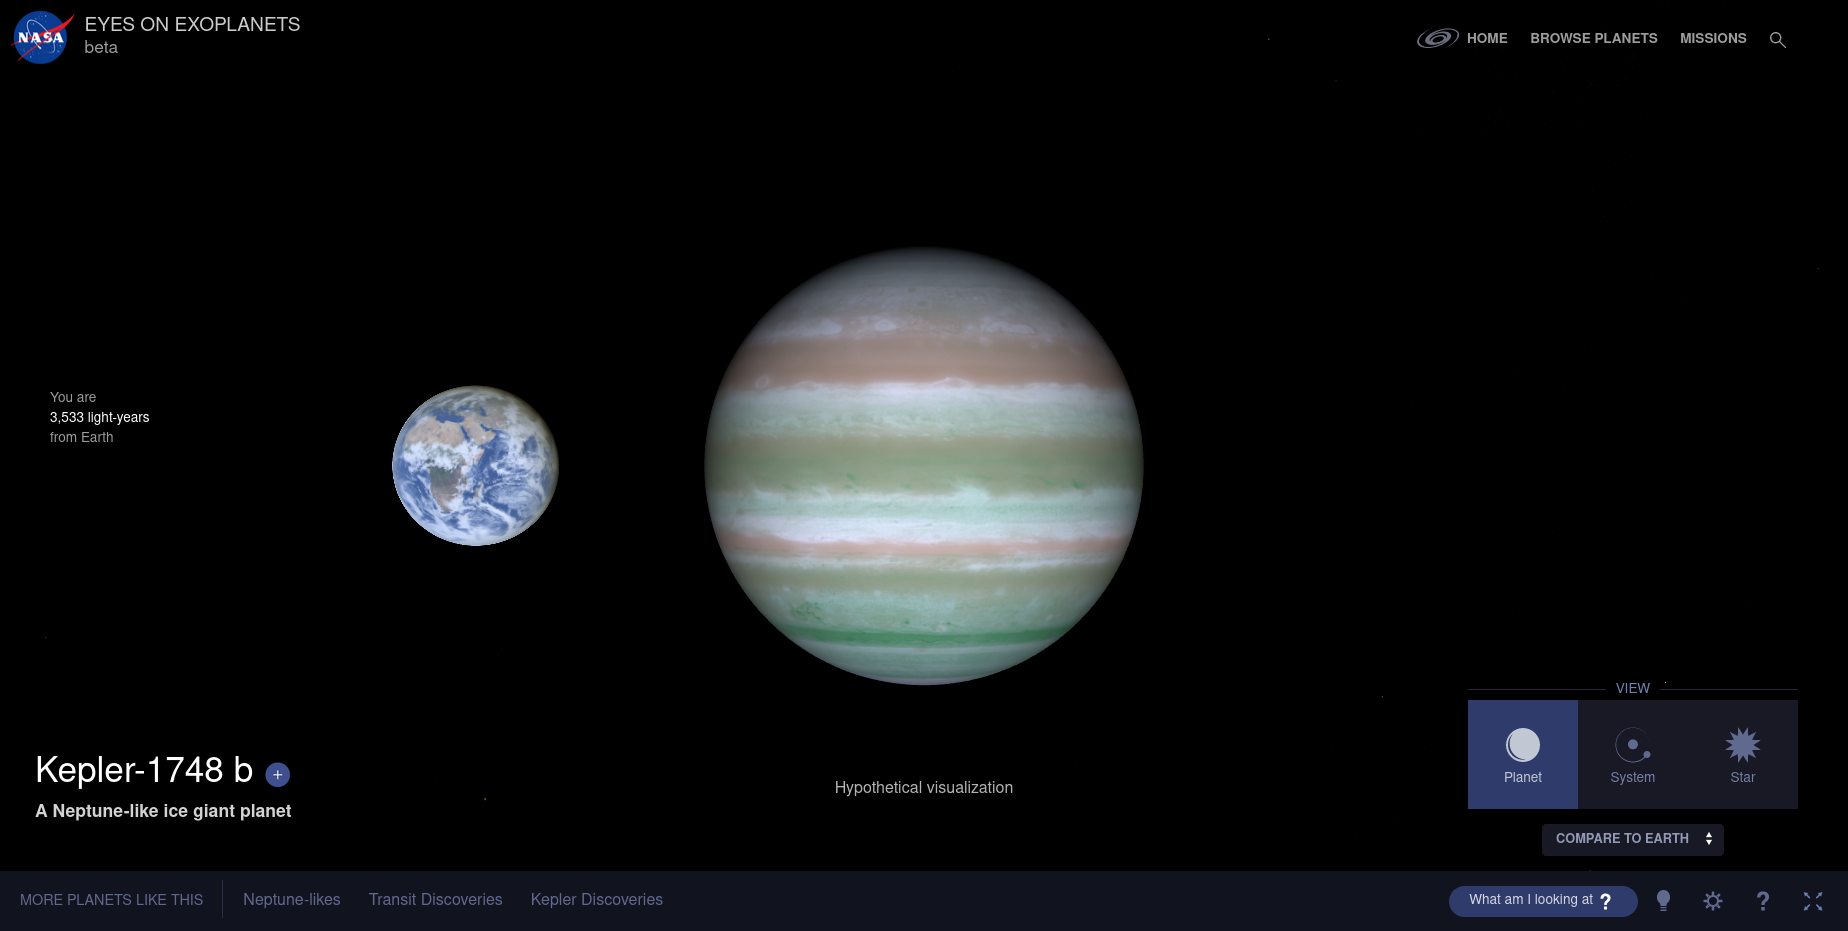 NASA
EYES ON EXOPLANETS
beta
HOME
BROWSE PLANETS
MISSIONS
You are
3,533 light-years
from Earth
Kepler-1748 b +
A Neptune-like ice giant planet
Hypothetical visualization
VIEW
Planet
System
Star
COMPARE TO EARTH
MORE PLANETS LIKE THIS
Neptune-likes
Transit Discoveries
Kepler Discoveries
What am I looking at ?
?